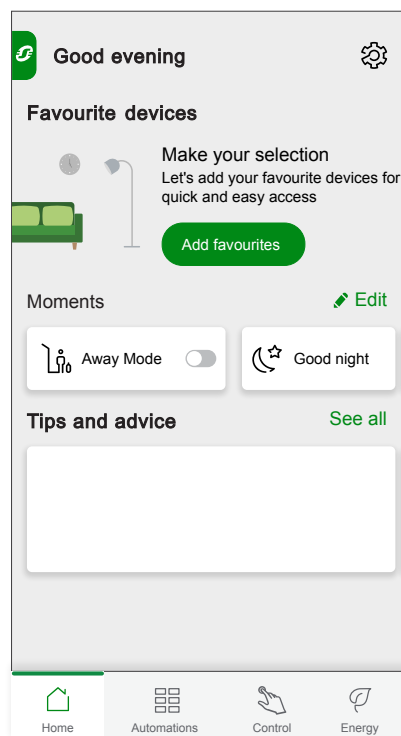 Good evening
Favourite devices
Make your selection
Let's add your favourite devices for
quick and easy access
Add favourites
Moments
Edit
Away Mode
Good night
Tips and advice
See all
Home
Automations
Control
Energy